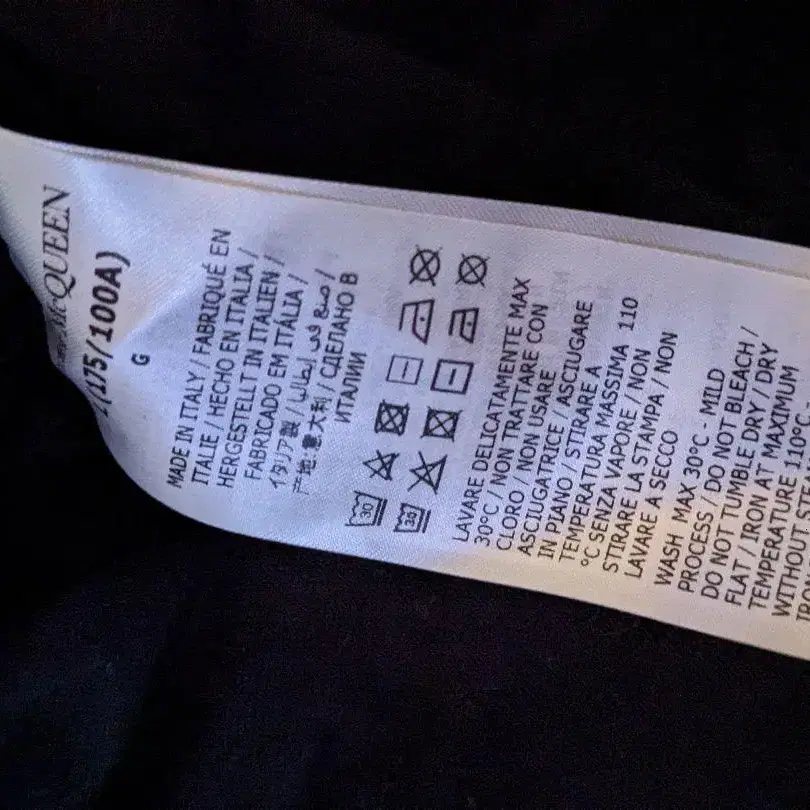 McQUEEN
(175/100A)
G
MADE IN ITALY / FABRIQUÉ EN
ITALIE / HECHO EN ITALIA /
HERGESTELLT IN ITALIEN /
FABRICADO EM ITÁLIA /
イタリア製 / صنع في إيطاليا /
产地:意大利 / СДЕЛАНО В
ИТАЛИИ
30
30
LAVARE DELICATAMENTE MAX
30°C / NON TRATTARE CON
CLORO / NON USARE
ASCIUGATRICE / ASCIUGARE
IN PIANO / STIRARE A
TEMPERATURA MASSIMA 110
°C SENZA VAPORE / NON
STIRARE LA STAMPA / NON
LAVARE A SECCO
WASH MAX 30°C - MILD
PROCESS / DO NOT BLEACH /
DO NOT TUMBLE DRY / DRY
FLAT / IRON AT MAXIMUM
TEMPERATURE 110°C
WITHOUT